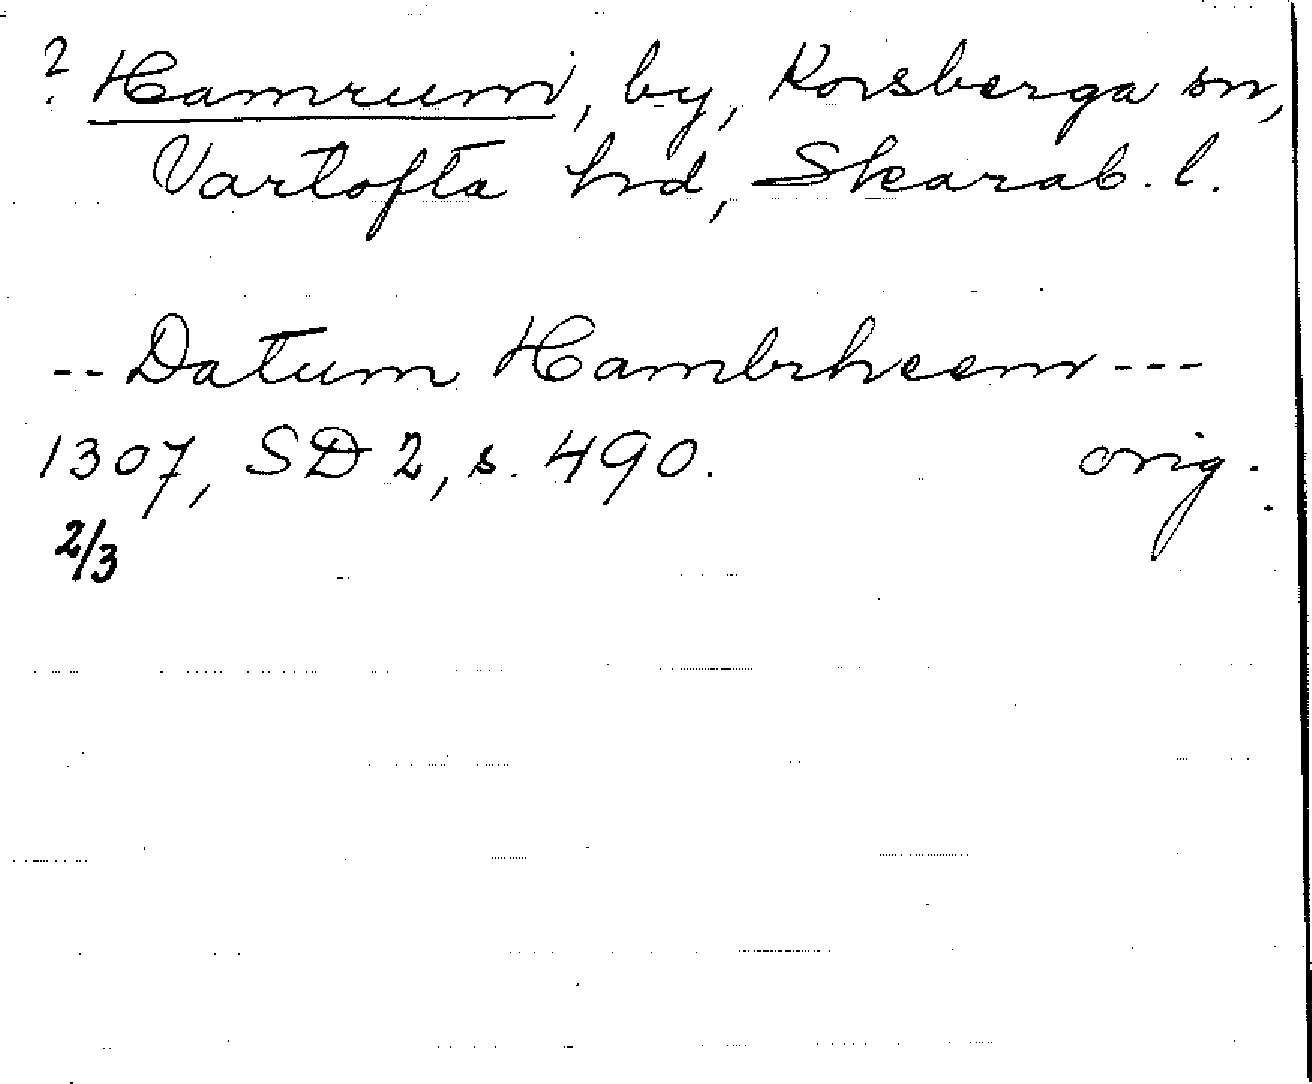 ? Hamrum, by, Korsberga sn,
Vartofta hd, Skarab. l.
-- Datum Hambrheem ---
1307, SD 2, s. 490. orig.
2/3